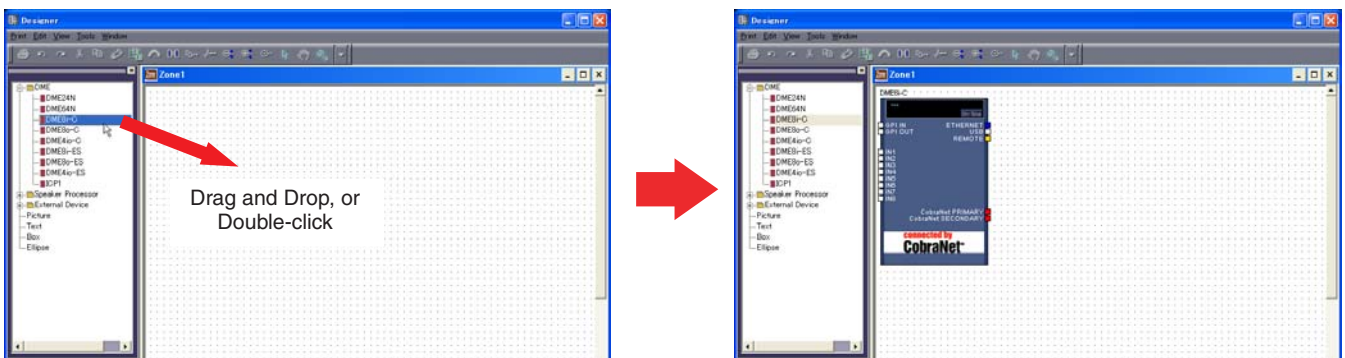 Designer
Print Edit View Tools Window
Zone1
DME
DME24N
DME64N
DME8i-C
DME8o-C
DME4io-C
DME8i-ES
DME8o-ES
DME4io-ES
ICP1
Speaker Processor
External Device
Picture
Text
Box
Ellipse
Drag and Drop, or
Double-click
Designer
Print Edit View Tools Window
Zone1
DME
DME24N
DME64N
DME8i-C
DME8o-C
DME4io-C
DME8i-ES
DME8o-ES
DME4io-ES
ICP1
Speaker Processor
External Device
Picture
Text
Box
Ellipse
DME8i-C
GPI IN ETHERNET
GPI OUT USB
REMOTE
IN1
IN2
IN3
IN4
IN5
IN6
IN7
IN8
CobraNet PRIMARY
CobraNet SECONDARY
connected by
CobraNet™